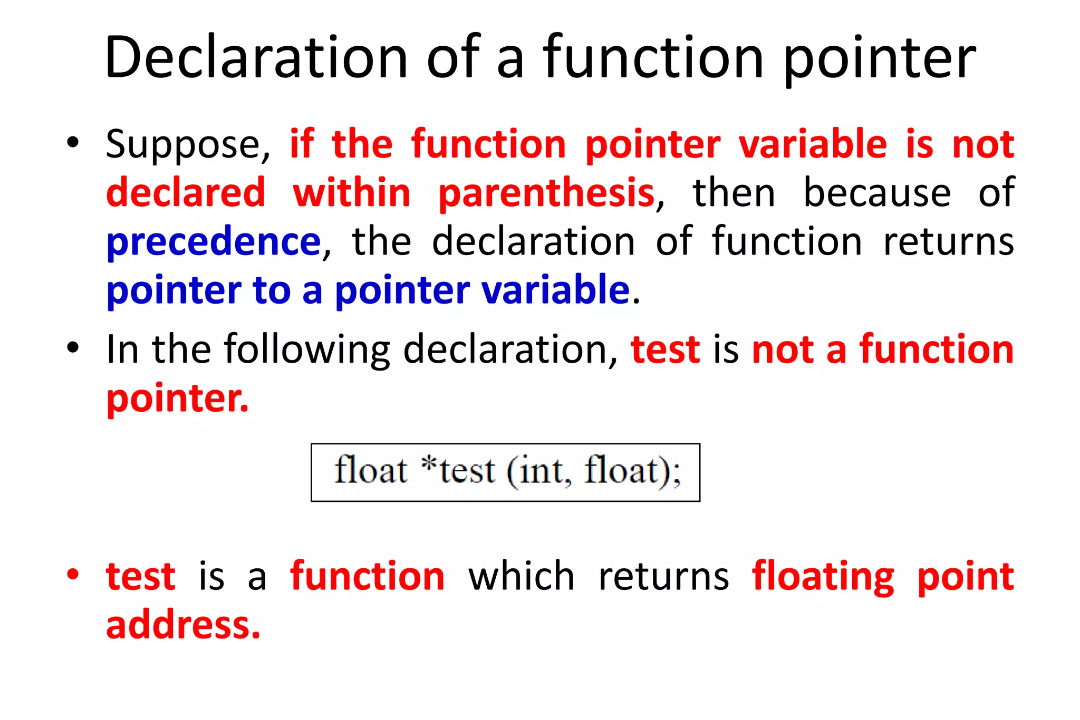 Declaration of a function pointer
• Suppose, if the function pointer variable is not
declared within parenthesis, then because of
precedence, the declaration of function returns
pointer to a pointer variable.
• In the following declaration, test is not a function
pointer.
float *test (int, float);
• test is a function which returns floating point
address.